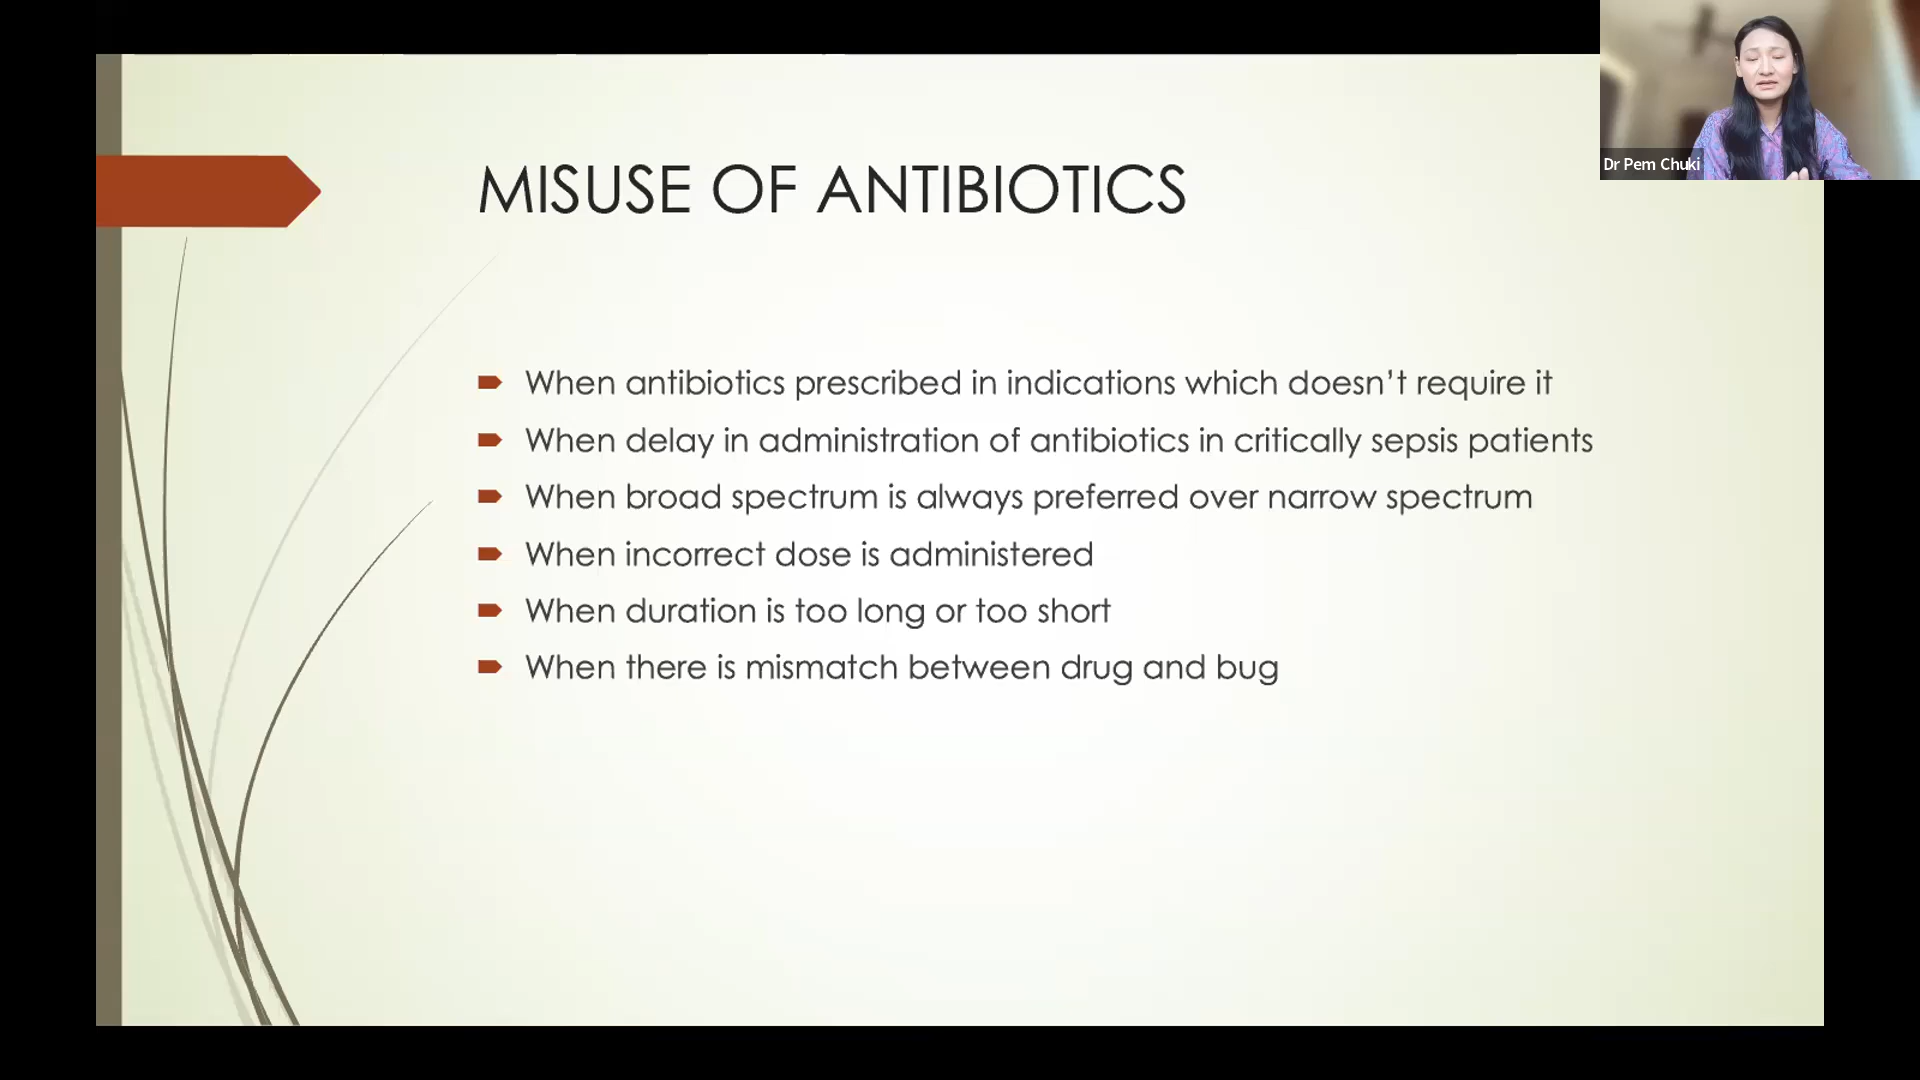 Dr Pem Chuki
MISUSE OF ANTIBIOTICS
When antibiotics prescribed in indications which doesn’t require it
When delay in administration of antibiotics in critically sepsis patients
When broad spectrum is always preferred over narrow spectrum
When incorrect dose is administered
When duration is too long or too short
When there is mismatch between drug and bug